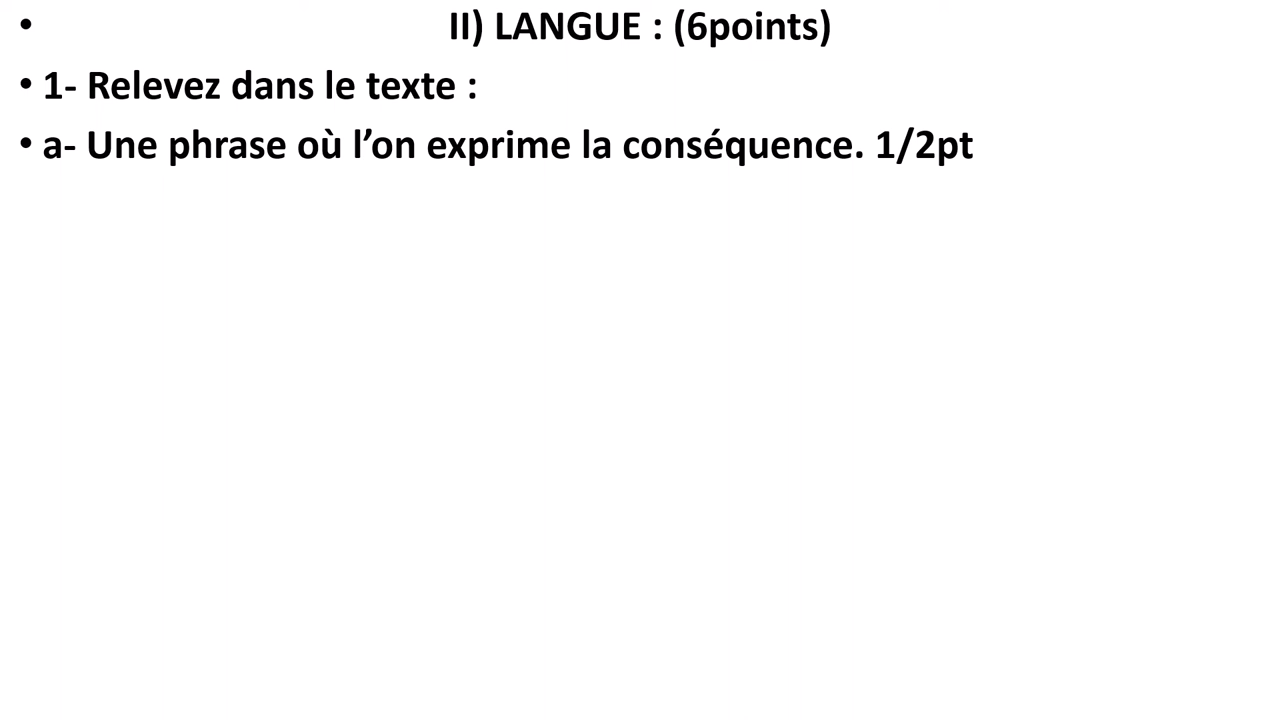 • II) LANGUE : (6points)
• 1- Relevez dans le texte :
• a- Une phrase où l’on exprime la conséquence. 1/2pt